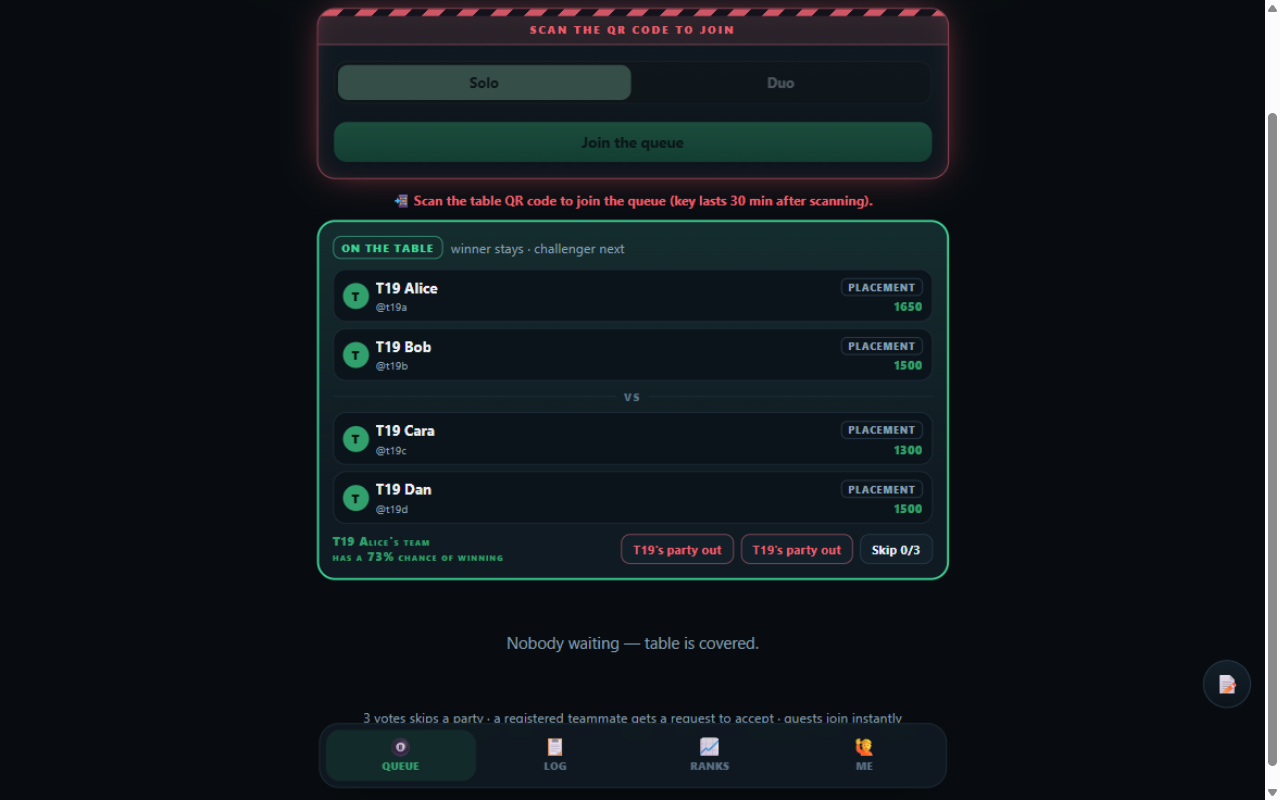 SCAN THE QR CODE TO JOIN
Solo
Duo
Join the queue
Scan the table QR code to join the queue (key lasts 30 min after scanning).
ON THE TABLE
winner stays · challenger next
T
T19 Alice
@t19a
PLACEMENT
1650
T
T19 Bob
@t19b
PLACEMENT
1500
VS
T
T19 Cara
@t19c
PLACEMENT
1300
T
T19 Dan
@t19d
PLACEMENT
1500
T19 Alice's team
has a 73% chance of winning
T19's party out
T19's party out
Skip 0/3
Nobody waiting — table is covered.
3 votes skips a party · a registered teammate gets a request to accept · guests join instantly
QUEUE
LOG
RANKS
ME